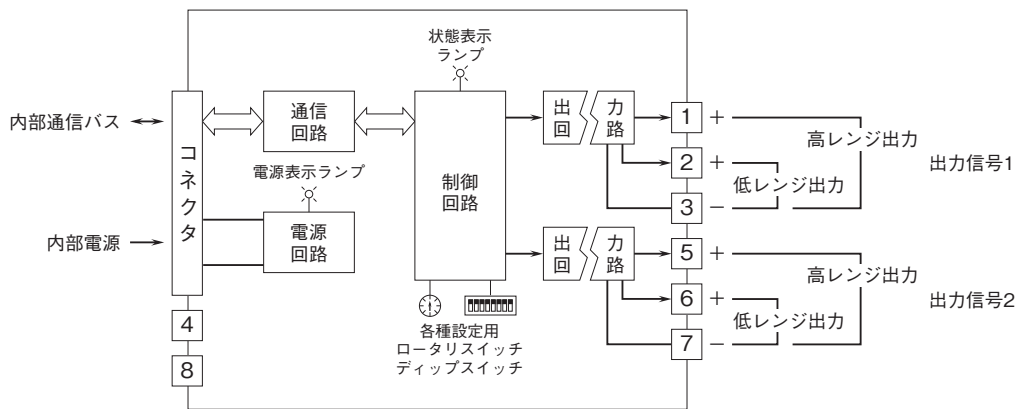 状態表示
ランプ
内部通信バス
コネクタ
通信
回路
電源表示ランプ
内部電源
電源
回路
制御
回路
出 力
回 路
1 +
2 +
3 −
高レンジ出力
低レンジ出力
出力信号1
出 力
回 路
5 +
6 +
7 −
高レンジ出力
低レンジ出力
出力信号2
4
8
各種設定用
ロータリスイッチ
ディップスイッチ